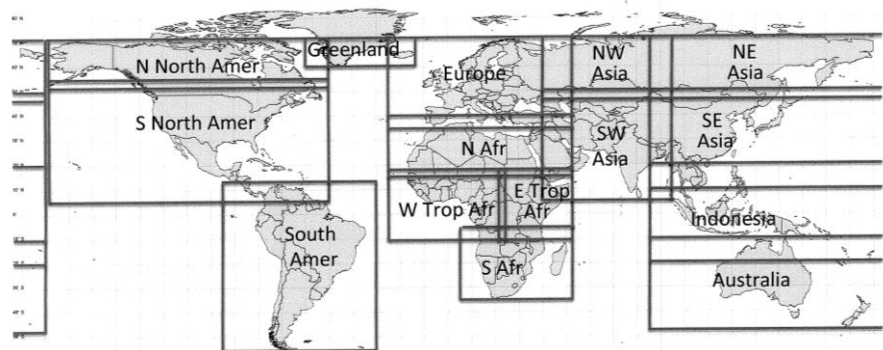 Greenland
N North Amer
Europe
NW
Asia
NE
Asia
S North Amer
N Afr
SW
Asia
SE
Asia
W Trop Afr
E Trop
Afr
Indonesia
South
Amer
S Afr
Australia